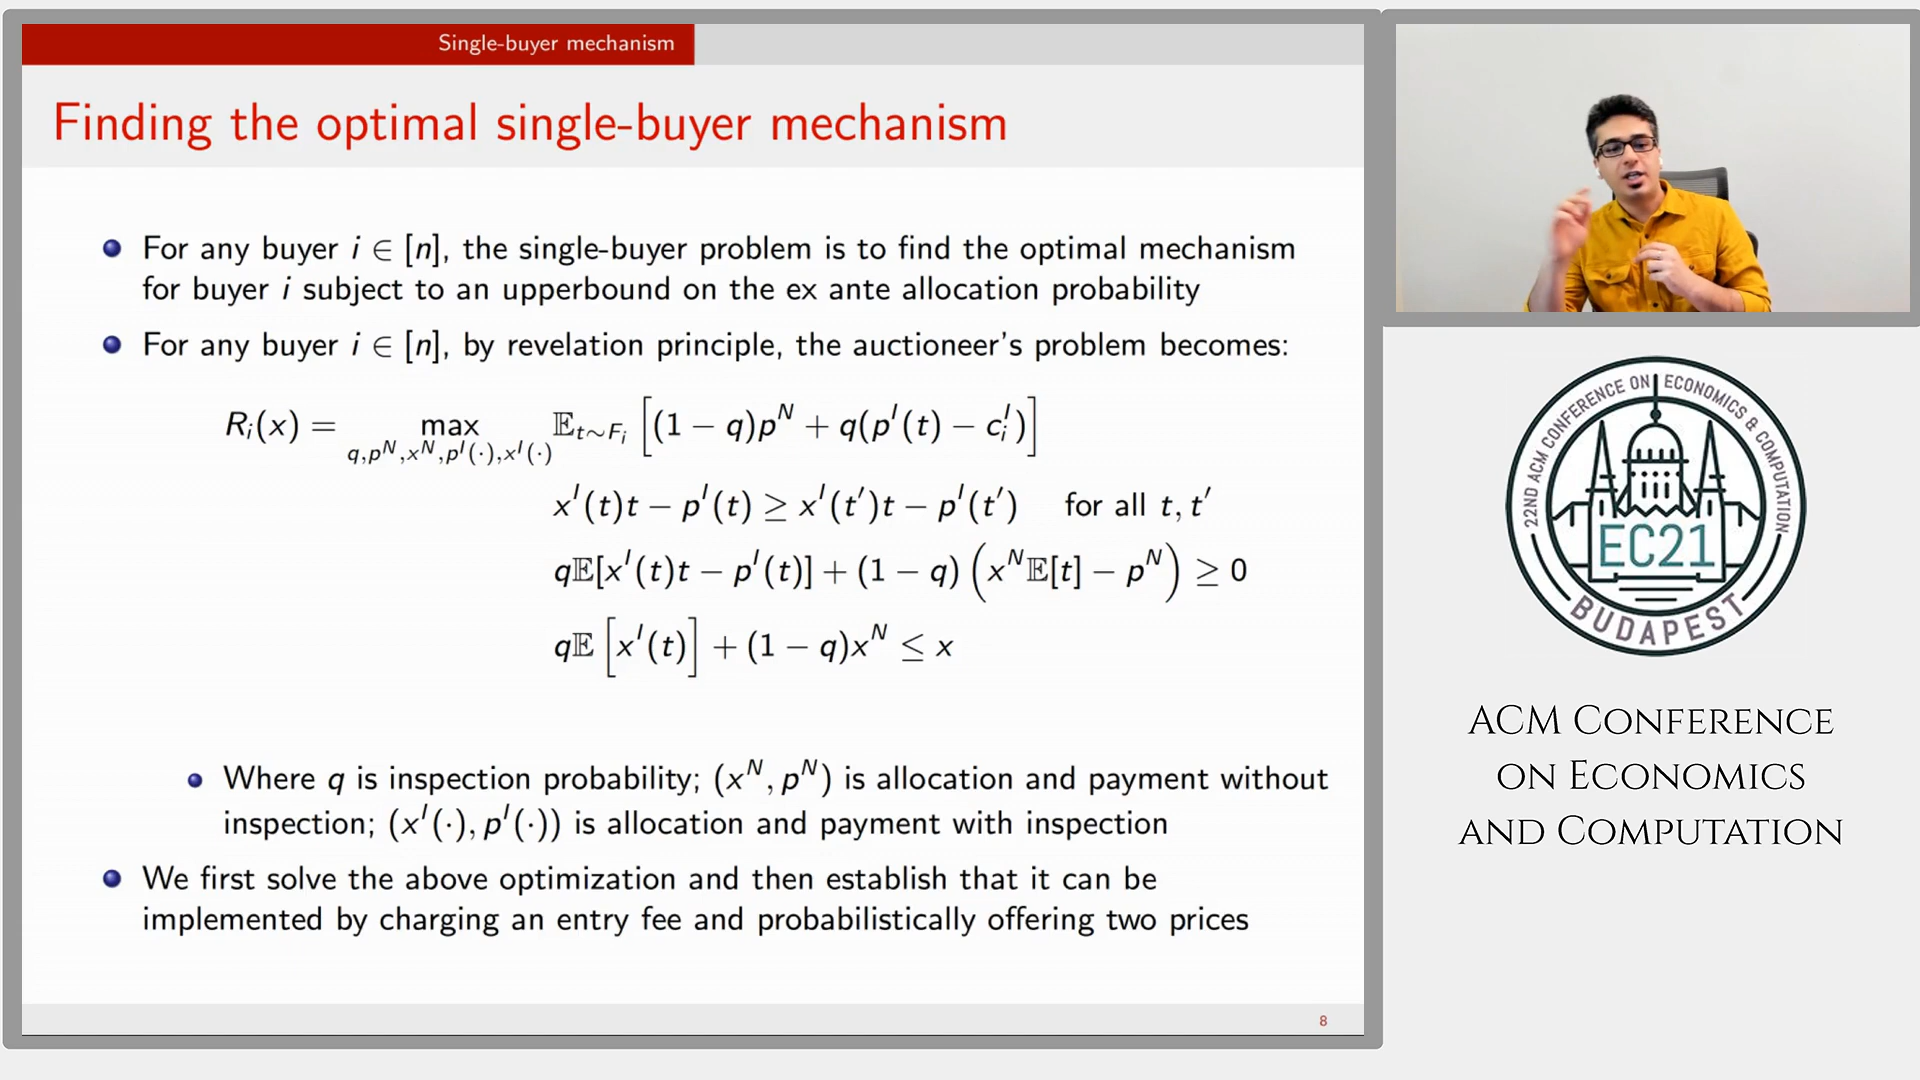 Single-buyer mechanism
Finding the optimal single-buyer mechanism
For any buyer i ∈ [n], the single-buyer problem is to find the optimal mechanism
for buyer i subject to an upperbound on the ex ante allocation probability
For any buyer i ∈ [n], by revelation principle, the auctioneer's problem becomes:
R_i(x) = max_{q,p^N,x^N,p^I(·),x^I(·)} 𝔼_{t∼F_i} [(1 − q)p^N + q(p^I(t) − c_i^I)]
x^I(t)t − p^I(t) ≥ x^I(t′)t − p^I(t′) for all t, t′
q𝔼[x^I(t)t − p^I(t)] + (1 − q) (x^N 𝔼[t] − p^N) ≥ 0
q𝔼 [x^I(t)] + (1 − q)x^N ≤ x
Where q is inspection probability; (x^N, p^N) is allocation and payment without
inspection; (x^I(·), p^I(·)) is allocation and payment with inspection
We first solve the above optimization and then establish that it can be
implemented by charging an entry fee and probabilistically offering two prices
8
22ND ACM CONFERENCE ON ECONOMICS & COMPUTATION
EC21
BUDAPEST
ACM Conference
on Economics
and Computation